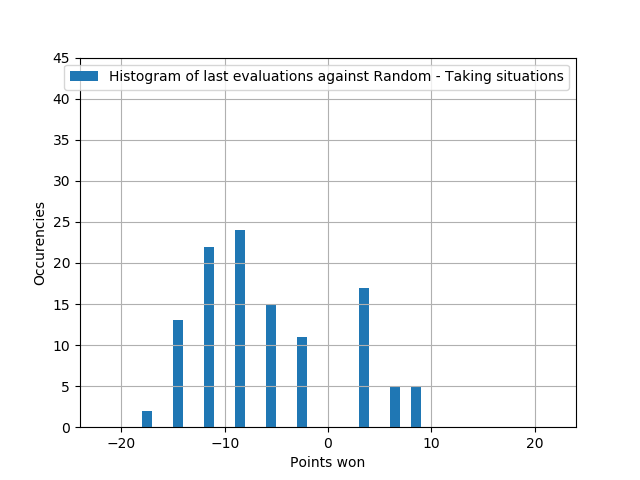 Histogram of last evaluations against Random - Taking situations
45
40
35
30
25
20
15
10
5
0
Occurencies
−20 −10 0 10 20
Points won